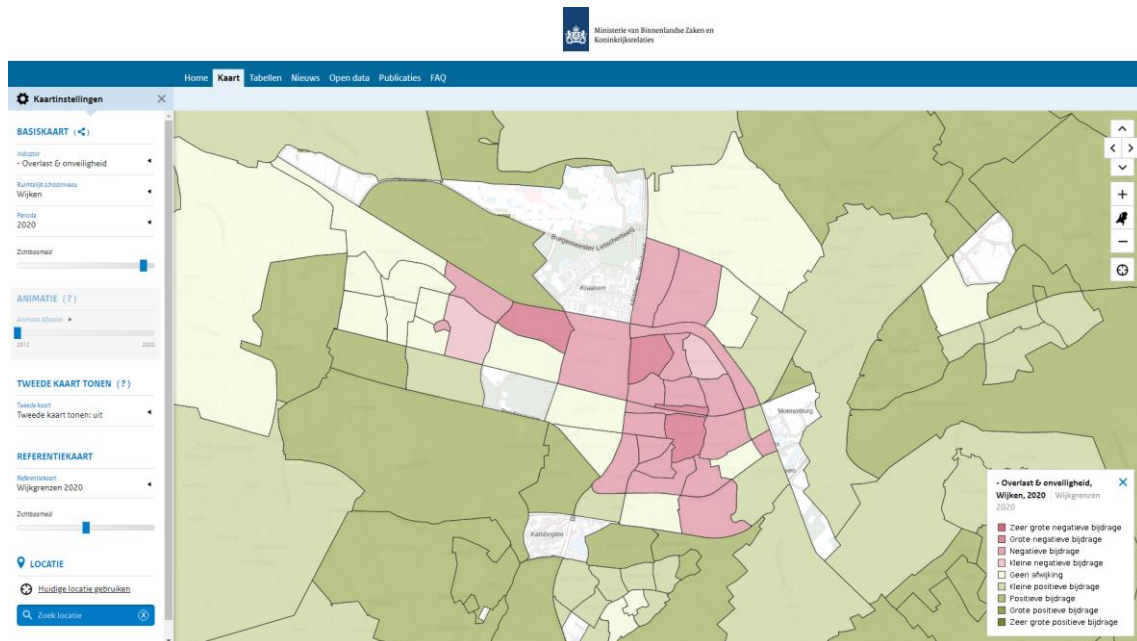 Ministerie van Binnenlandse Zaken en
Koninkrijksrelaties
Home Kaart Tabellen Nieuws Open data Publicaties FAQ
Kaartinstellingen
BASISKAART
Indicator
- Overlast & onveiligheid
Ruimtelijk schaalniveau
Wijken
Periode
2020
Zichtbaarheid
ANIMATIE (?)
Animatie Afspelen
2012 2020
TWEEDE KAART TONEN (?)
Tweede kaart
Tweede kaart tonen: uit
REFERENTIEKAART
Referentiekaart
Wijkgrenzen 2020
Zichtbaarheid
LOCATIE
Huidige locatie gebruiken
Zoek locatie
Burgemeester Letschertweg
Kraaiven
Moerenburg
Katsbogten
- Overlast & onveiligheid,
Wijken, 2020 Wijkgrenzen
2020
Zeer grote negatieve bijdrage
Grote negatieve bijdrage
Negatieve bijdrage
Kleine negatieve bijdrage
Geen afwijking
Kleine positieve bijdrage
Positieve bijdrage
Grote positieve bijdrage
Zeer grote positieve bijdrage